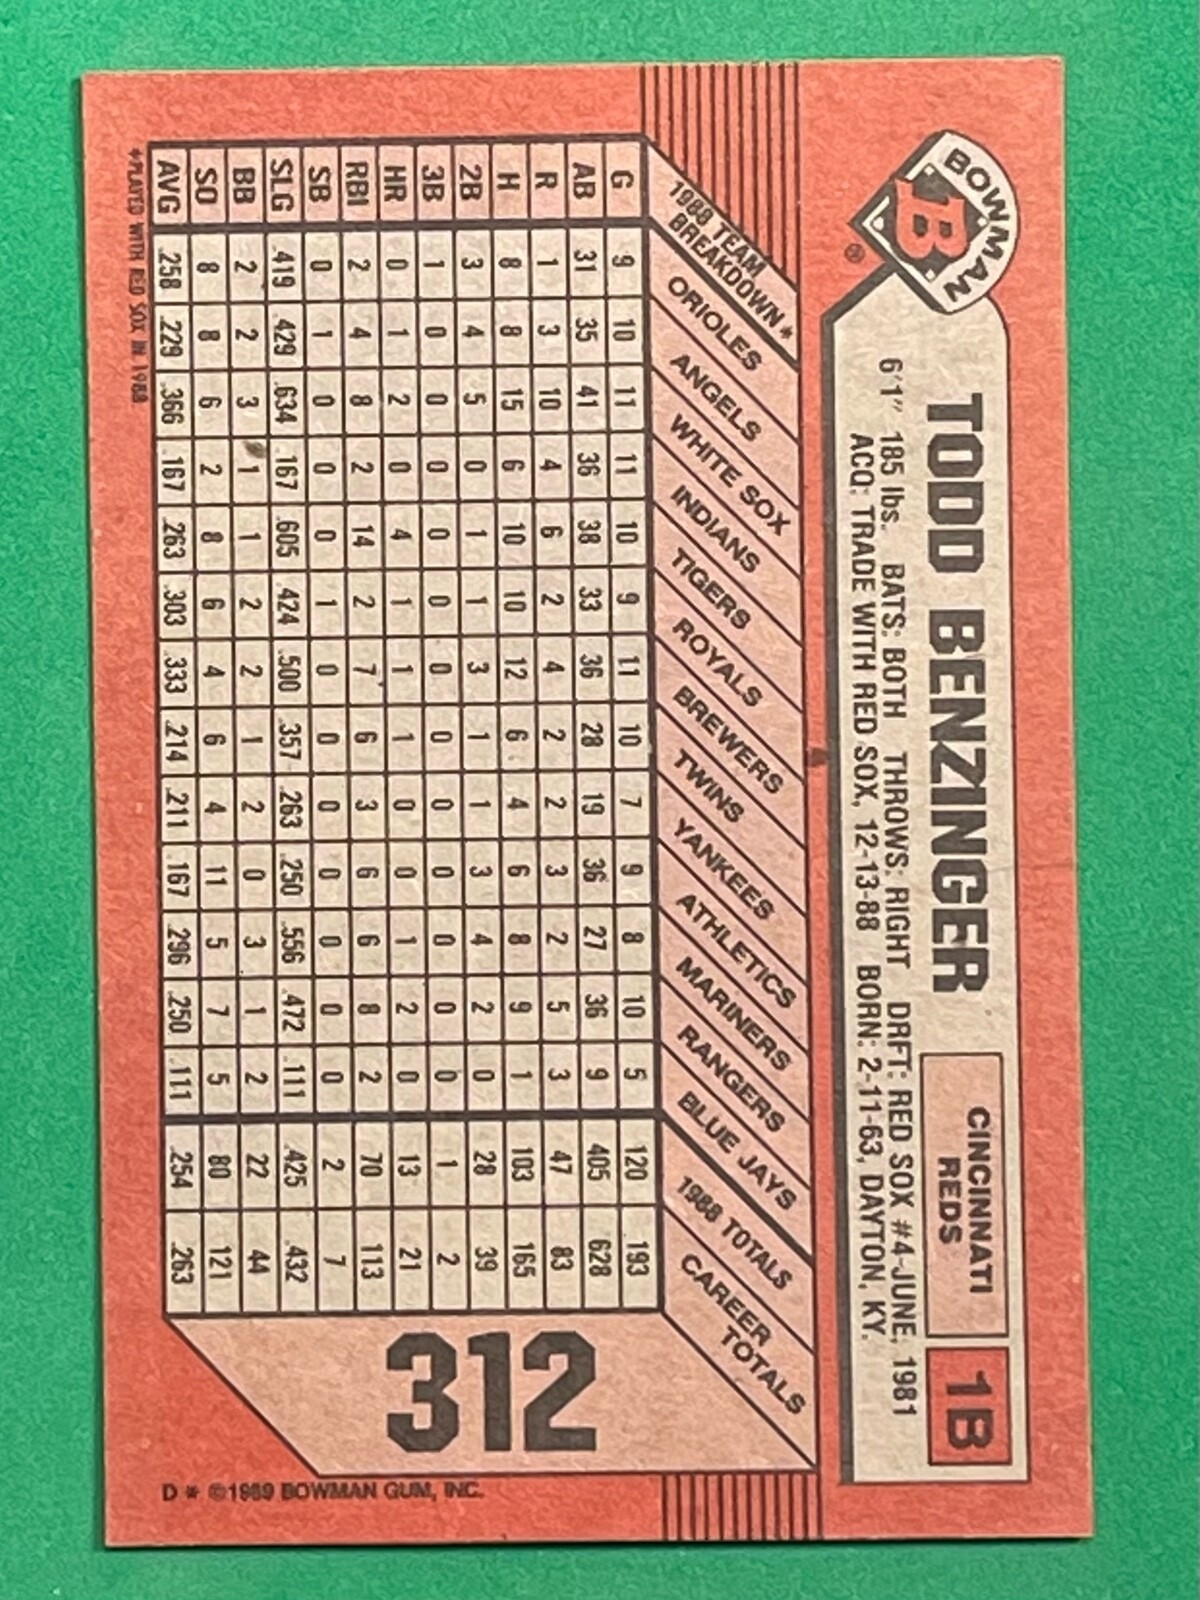 BOWMAN
B
®
TODD BENZINGER
CINCINNATI
REDS
1B
6'1" 185 lbs. BATS: BOTH THROWS: RIGHT DRFT: RED SOX #4-JUNE, 1981
ACQ: TRADE WITH RED SOX, 12-13-88 BORN: 2-11-63, DAYTON, KY.
1988 TEAM
BREAKDOWN*
ORIOLES
ANGELS
WHITE SOX
INDIANS
TIGERS
ROYALS
BREWERS
TWINS
YANKEES
ATHLETICS
MARINERS
RANGERS
BLUE JAYS
1988 TOTALS
CAREER
TOTALS
G 9 10 11 11 10 9 11 10 7 9 8 10 5 120 193
AB 31 35 41 36 38 33 36 28 19 36 27 36 9 405 628
R 1 3 10 4 6 2 4 2 2 3 2 5 3 47 83
H 8 8 15 6 10 10 12 6 4 6 8 9 1 103 165
2B 3 4 5 0 1 1 3 1 1 3 4 2 0 28 39
3B 1 0 0 0 0 0 0 0 0 0 0 0 0 1 2
HR 0 1 2 0 4 1 1 1 0 0 1 2 0 13 21
RBI 2 4 8 2 14 2 7 6 3 6 6 8 2 70 113
SB 0 1 0 0 0 1 0 0 0 0 0 0 0 2 7
SLG .419 .429 .634 .167 .605 .424 .500 .357 .263 .250 .556 .472 .111 .425 .432
BB 2 2 3 1 1 2 2 1 2 0 3 1 2 22 44
SO 8 8 6 2 8 6 4 6 4 11 5 7 5 80 121
AVG .258 .229 .366 .167 .263 .303 .333 .214 .211 .167 .296 .250 .111 .254 .263
*PLAYED WITH RED SOX IN 1988
312
D * ©1989 BOWMAN GUM, INC.